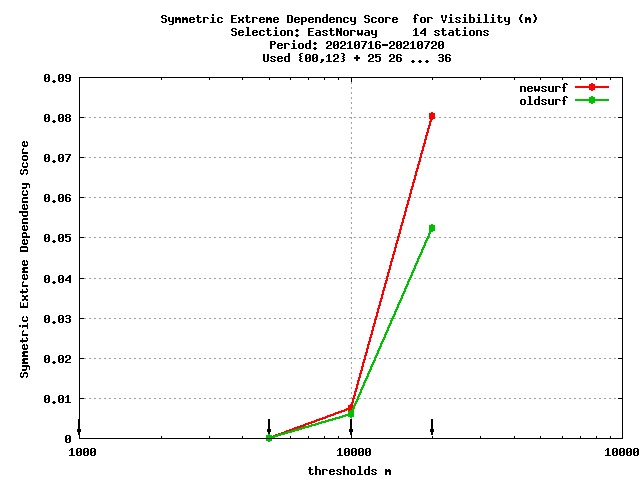 Symmetric Extreme Dependency Score  for Visibility (m)
Selection: EastNorway     14 stations
Period: 20210716-20210720
Used {00,12} + 25 26 ... 36
newsurf
oldsurf
0.09
0.08
0.07
0.06
0.05
0.04
0.03
0.02
0.01
0
Symmetric Extreme Dependency Score
1000
10000
10000
thresholds m